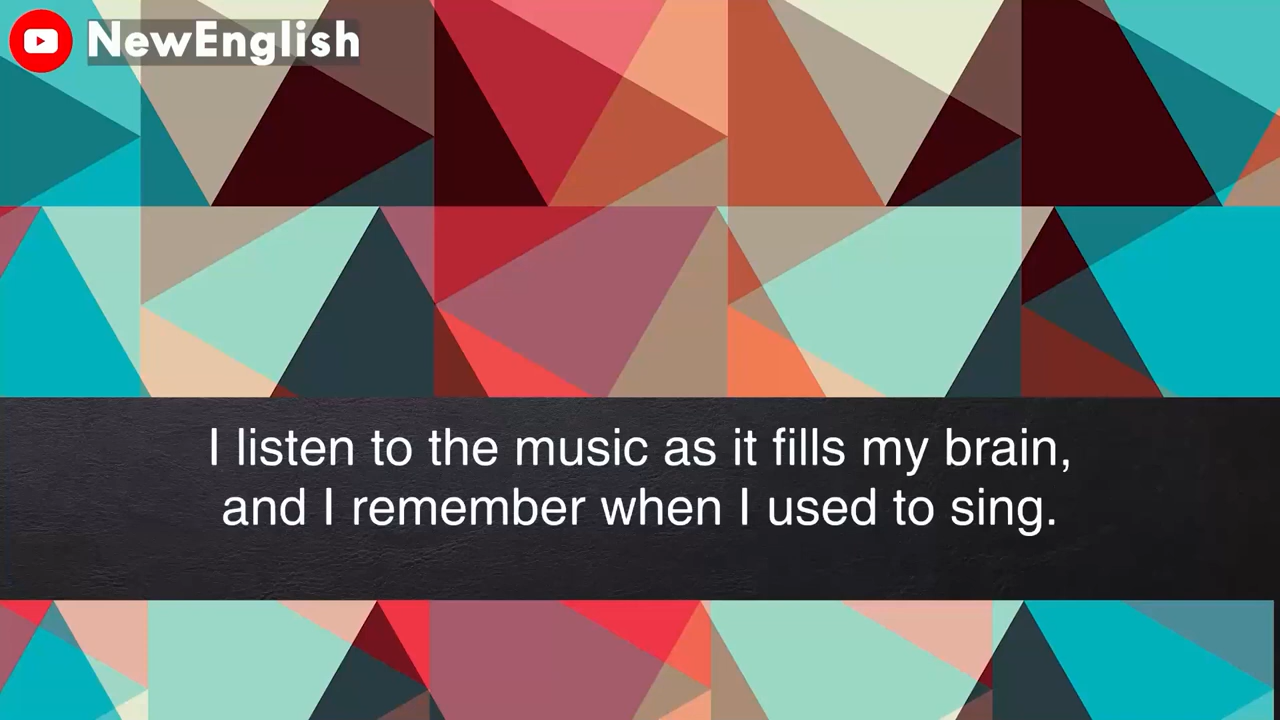 NewEnglish
I listen to the music as it fills my brain,
and I remember when I used to sing.